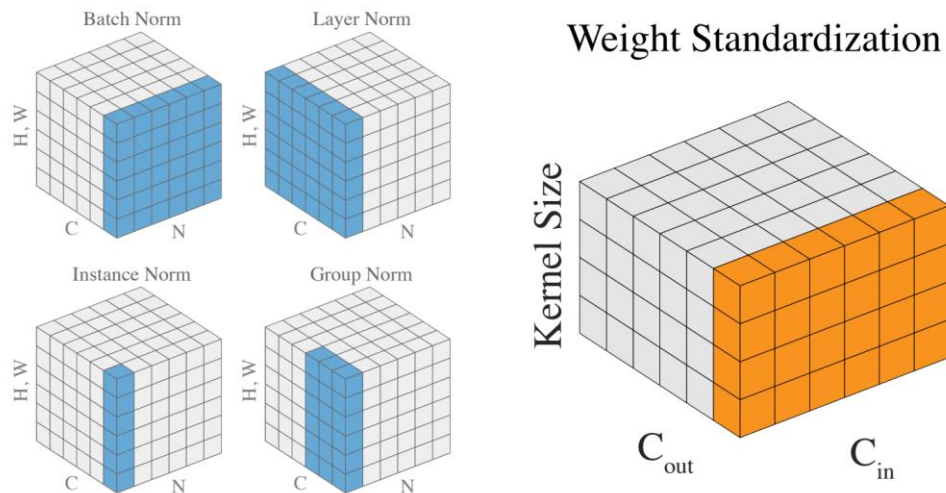 Batch Norm
Layer Norm
H, W
C
N
H, W
C
N
Instance Norm
Group Norm
H, W
C
N
H, W
C
N
Weight Standardization
Kernel Size
C_out
C_in